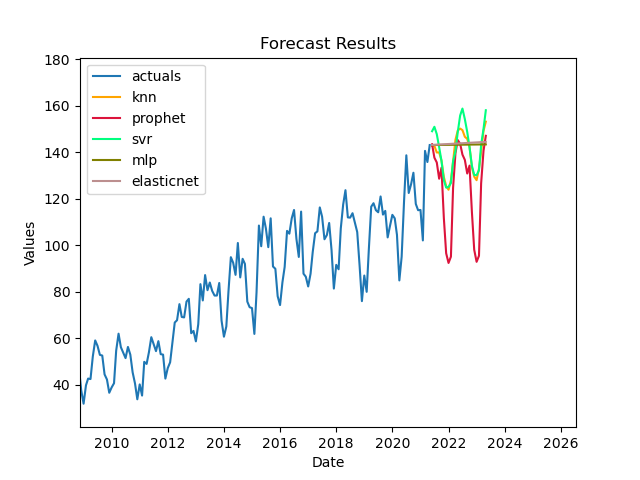 Forecast Results
180
160
140
120
100
80
60
40
Values
actuals
knn
prophet
svr
mlp
elasticnet
2010 2012 2014 2016 2018 2020 2022 2024 2026
Date